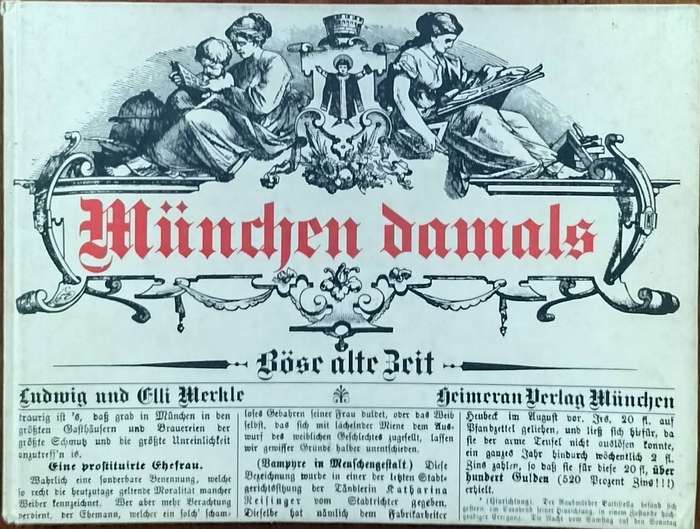 München damals
Böse alte Zeit
Ludwig und Elli Merkle
Heimeran Verlag München
traurig ist 's, daß grad in München in den
größten Gasthäufern und Brauereien der
größte Schmutz und die größte Unreinlichkeit
anzutreff'n is.
Eine prostituirte Ehefrau.
Wahrlich eine sonderbare Benennung, welche
so recht die heutzutage geltende Moralität mancher
Weiber kennzeichnet. Wer aber mehr Verachtung
verdient, der Ehemann, welcher ein solch' scham-
loses Gebahren seiner Frau duldet, oder das Weib
selbst, das sich mit lächelnder Miene dem Aus-
wurf des weiblichen Geschlechtes zugesellt, lassen
wir gewisser Gründe halber unentschieden.
(Vampyre in Menschengestalt) Diese
Bezeichnung wurde in einer der letzten Stadt-
gerichtssitzung der Tändlerin Katharina
Reisinger vom Stadtrichter gegeben.
Dieselbe hat nämlich dem Fabrikarbeiter
Heubeck im August vor. Jrs. 20 fl. auf
Pfandzettel geliehen, und ließ sich hiefür, da
sie der arme Teufel nicht auslösen konnte,
ein ganzes Jahr hindurch wöchentlich 2 fl.
Zins zahlen, so daß sie für diese 20 fl. über
hundert Gulden (520 Prozent Zins!!!)
erhielt.
(Hinrichtung).